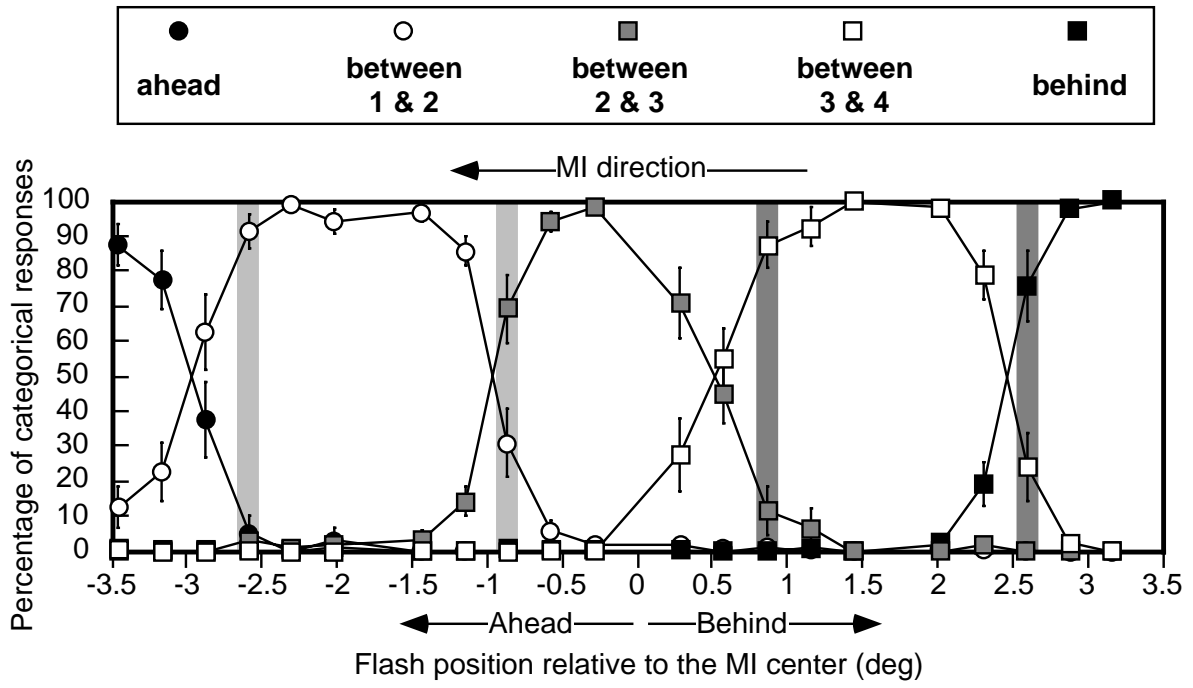 ahead
between
1 & 2
between
2 & 3
between
3 & 4
behind
MI direction
Percentage of categorical responses
100
90
80
70
60
50
40
30
20
10
0
-3.5 -3 -2.5 -2 -1.5 -1 -0.5 0 0.5 1 1.5 2 2.5 3 3.5
Ahead Behind
Flash position relative to the MI center (deg)